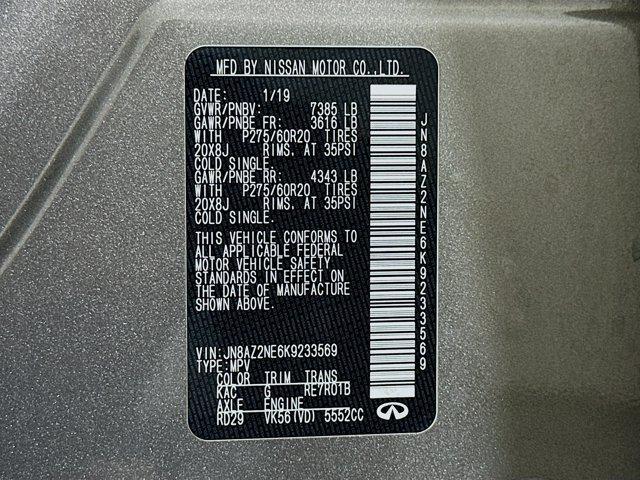 MFD BY NISSAN MOTOR CO.,LTD.
DATE: 1/19
GVWR/PNBV: 7385 LB
GAWR/PNBE FR: 3616 LB
WITH P275/60R20 TIRES
20X8J RIMS. AT 35PSI
COLD SINGLE.
GAWR/PNBE RR: 4343 LB
WITH P275/60R20 TIRES
20X8J RIMS. AT 35PSI
COLD SINGLE.
THIS VEHICLE CONFORMS TO
ALL APPLICABLE FEDERAL
MOTOR VEHICLE SAFETY
STANDARDS IN EFFECT ON
THE DATE OF MANUFACTURE
SHOWN ABOVE.
VIN:JN8AZ2NE6K9233569
TYPE:MPV
COLOR TRIM TRANS
KAC G RE7R01B
AXLE ENGINE
RD29 VK56(VD) 5552CC
JN8AZ2NE6K9233569